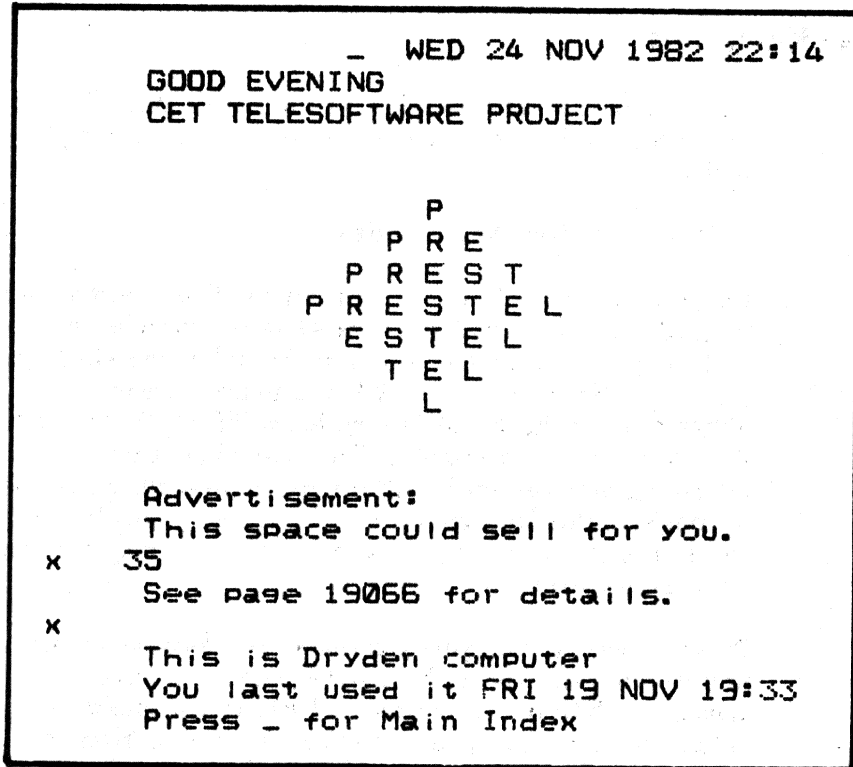 _ WED 24 NOV 1982 22:14
GOOD EVENING
CET TELESOFTWARE PROJECT
P
P R E
P R E S T
P R E S T E L
E S T E L
T E L
L
Advertisement:
This space could sell for you.
x 35
See page 19066 for details.
x
This is Dryden computer
You last used it FRI 19 NOV 19:33
Press _ for Main Index